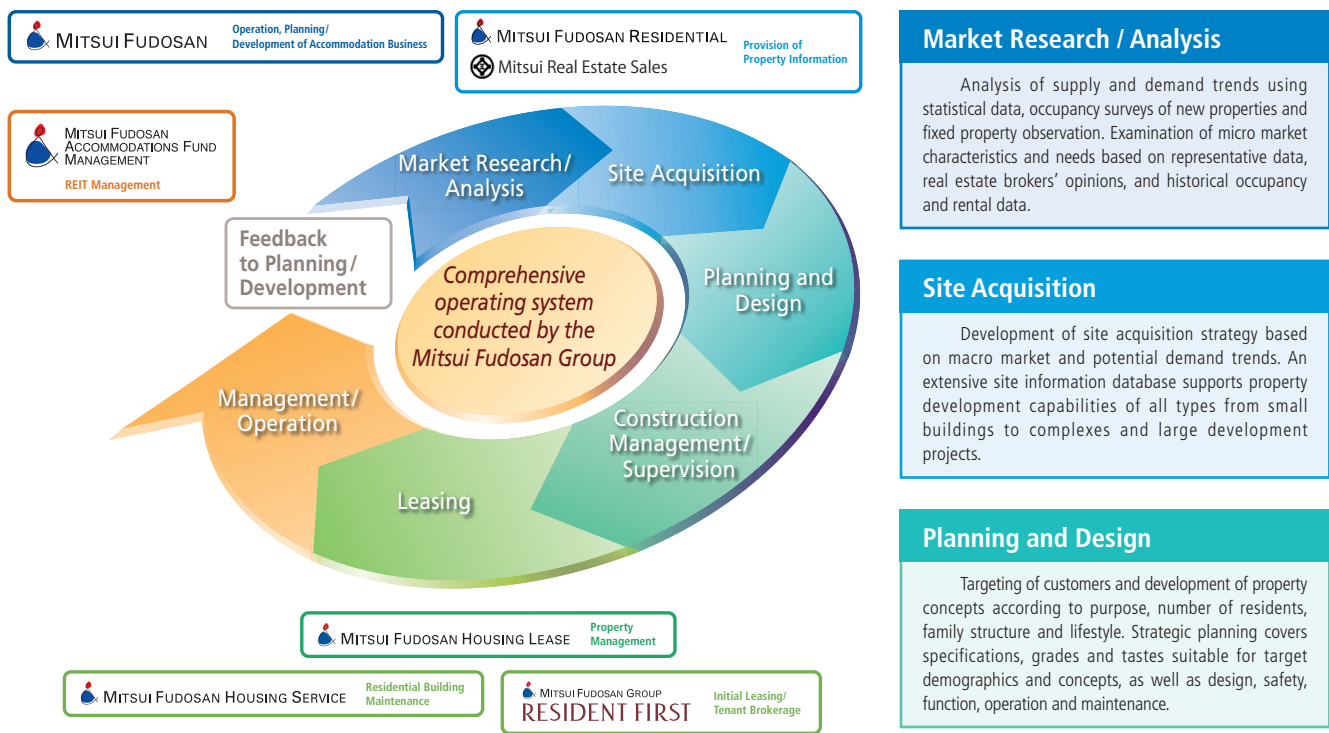 MITSUI FUDOSAN
Operation, Planning/
Development of Accommodation Business
MITSUI FUDOSAN RESIDENTIAL
Mitsui Real Estate Sales
Provision of
Property Information
MITSUI FUDOSAN
ACCOMMODATIONS FUND
MANAGEMENT
REIT Management
Market Research/
Analysis
Site Acquisition
Feedback
to Planning/
Development
Comprehensive
operating system
conducted by the
Mitsui Fudosan Group
Planning and
Design
Management/
Operation
Construction
Management/
Supervision
Leasing
MITSUI FUDOSAN HOUSING LEASE
Property
Management
MITSUI FUDOSAN HOUSING SERVICE
Residential Building
Maintenance
MITSUI FUDOSAN GROUP
RESIDENT FIRST
Initial Leasing/
Tenant Brokerage
Market Research / Analysis
Analysis of supply and demand trends using
statistical data, occupancy surveys of new properties and
fixed property observation. Examination of micro market
characteristics and needs based on representative data,
real estate brokers' opinions, and historical occupancy
and rental data.
Site Acquisition
Development of site acquisition strategy based
on macro market and potential demand trends. An
extensive site information database supports property
development capabilities of all types from small
buildings to complexes and large development
projects.
Planning and Design
Targeting of customers and development of property
concepts according to purpose, number of residents,
family structure and lifestyle. Strategic planning covers
specifications, grades and tastes suitable for target
demographics and concepts, as well as design, safety,
function, operation and maintenance.